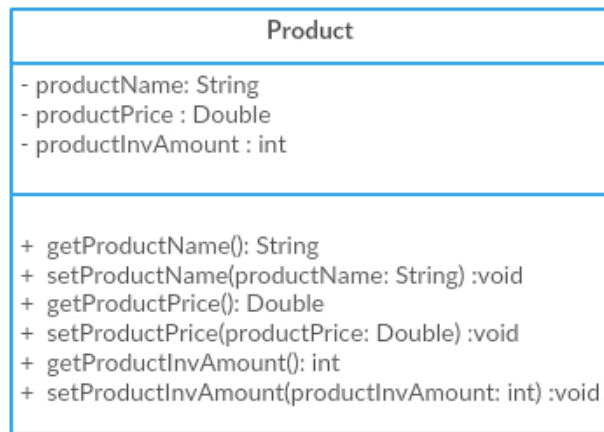 Product
- productName: String
- productPrice : Double
- productInvAmount : int
+ getProductName(): String
+ setProductName(productName: String) :void
+ getProductPrice(): Double
+ setProductPrice(productPrice: Double) :void
+ getProductInvAmount(): int
+ setProductInvAmount(productInvAmount: int) :void